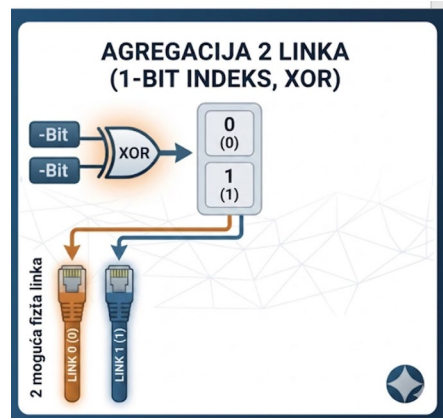 AGREGACIJA 2 LINKA
(1-BIT INDEKS, XOR)
-Bit
-Bit
XOR
0
(0)
1
(1)
2 moguća fizta linka
LINK 0 (0)
LINK 1 (1)